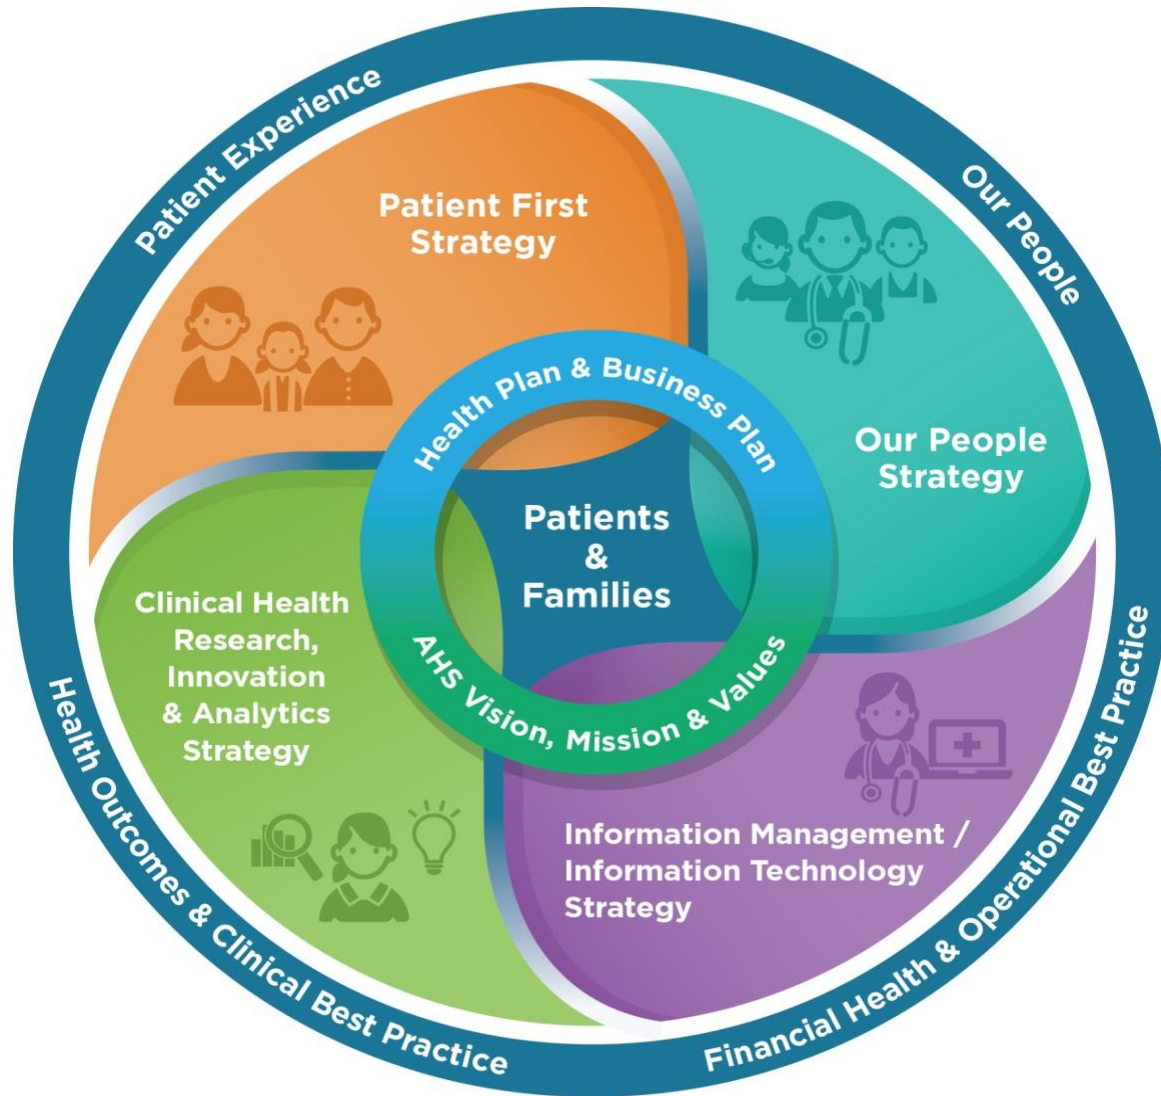 Patient Experience
Our People
Patient First
Strategy
Our People
Strategy
Health Plan & Business Plan
Patients
&
Families
AHS Vision, Mission & Values
Clinical Health
Research,
Innovation
& Analytics
Strategy
Information Management /
Information Technology
Strategy
Health Outcomes & Clinical Best Practice
Financial Health & Operational Best Practice